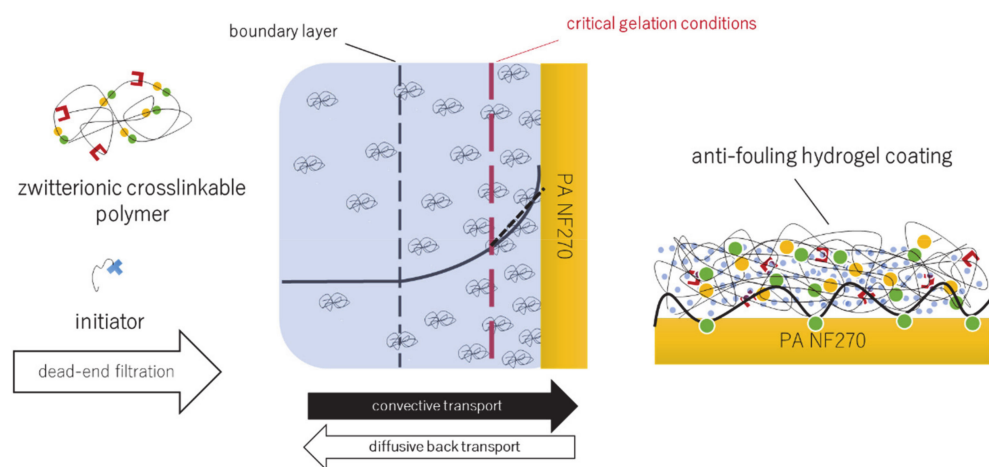 boundary layer
critical gelation conditions
zwitterionic crosslinkable
polymer
initiator
dead-end filtration
PA NF270
convective transport
diffusive back transport
anti-fouling hydrogel coating
PA NF270